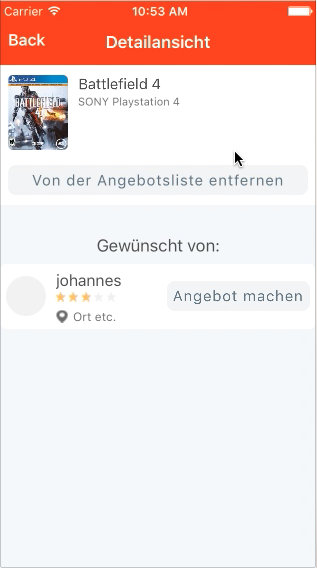 Carrier 10:53 AM
Back Detailansicht
PS4
BATTLEFIELD 4
Battlefield 4
SONY Playstation 4
Von der Angebotsliste entfernen
Gewünscht von:
johannes
Angebot machen
Ort etc.